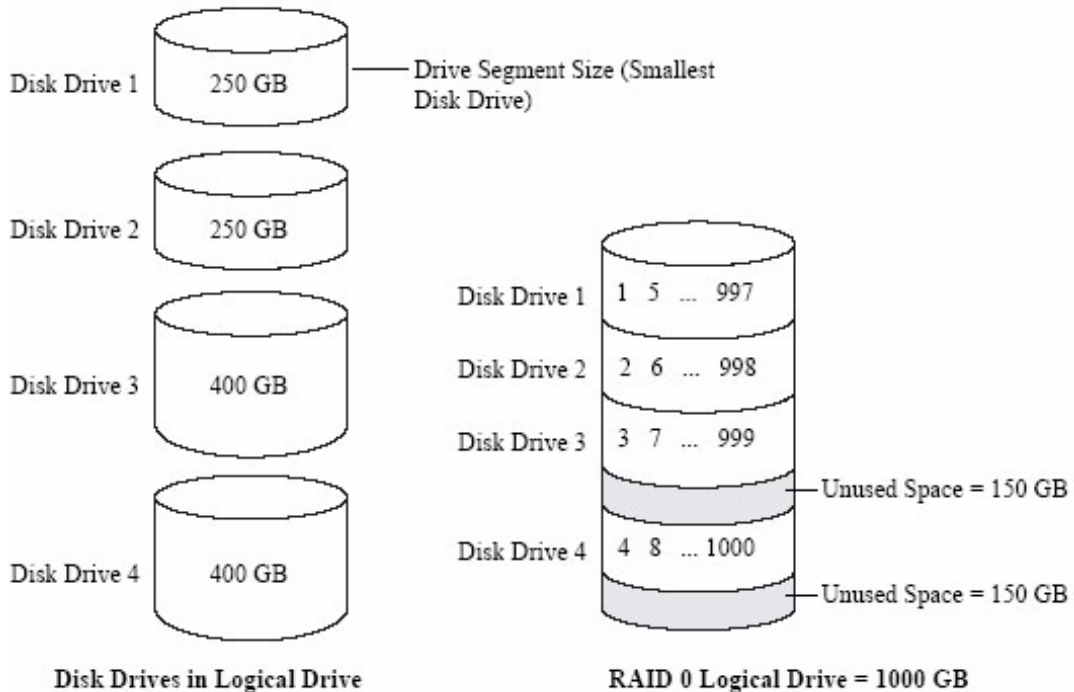 Disk Drive 1
250 GB
Drive Segment Size (Smallest
Disk Drive)
Disk Drive 2
250 GB
Disk Drive 3
400 GB
Disk Drive 4
400 GB
Disk Drives in Logical Drive
Disk Drive 1
1 5 ... 997
Disk Drive 2
2 6 ... 998
Disk Drive 3
3 7 ... 999
Unused Space = 150 GB
Disk Drive 4
4 8 ... 1000
Unused Space = 150 GB
RAID 0 Logical Drive = 1000 GB